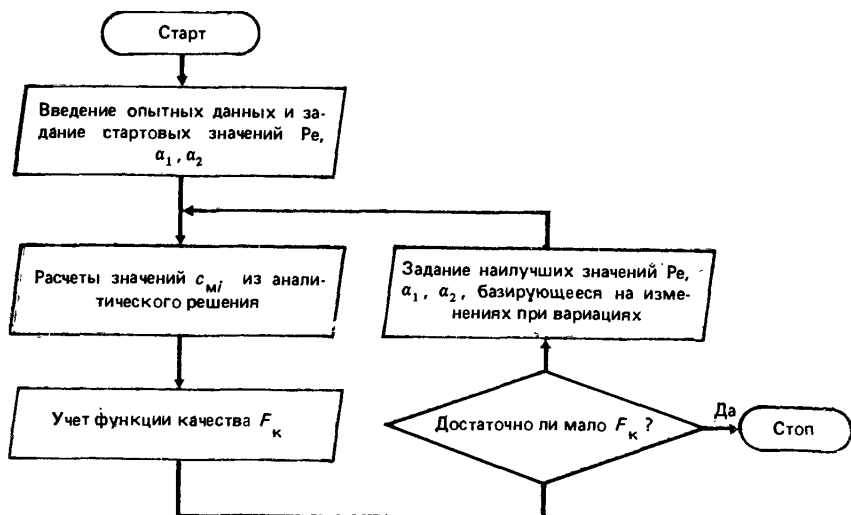 Старт
Введение опытных данных и за-
дание стартовых значений Pe,
α₁, α₂
Расчеты значений cмi из анали-
тического решения
Учет функции качества Fк
Задание наилучших значений Pe,
α₁, α₂, базирующееся на изме-
нениях при вариациях
Достаточно ли мало Fк ?
Да
Стоп